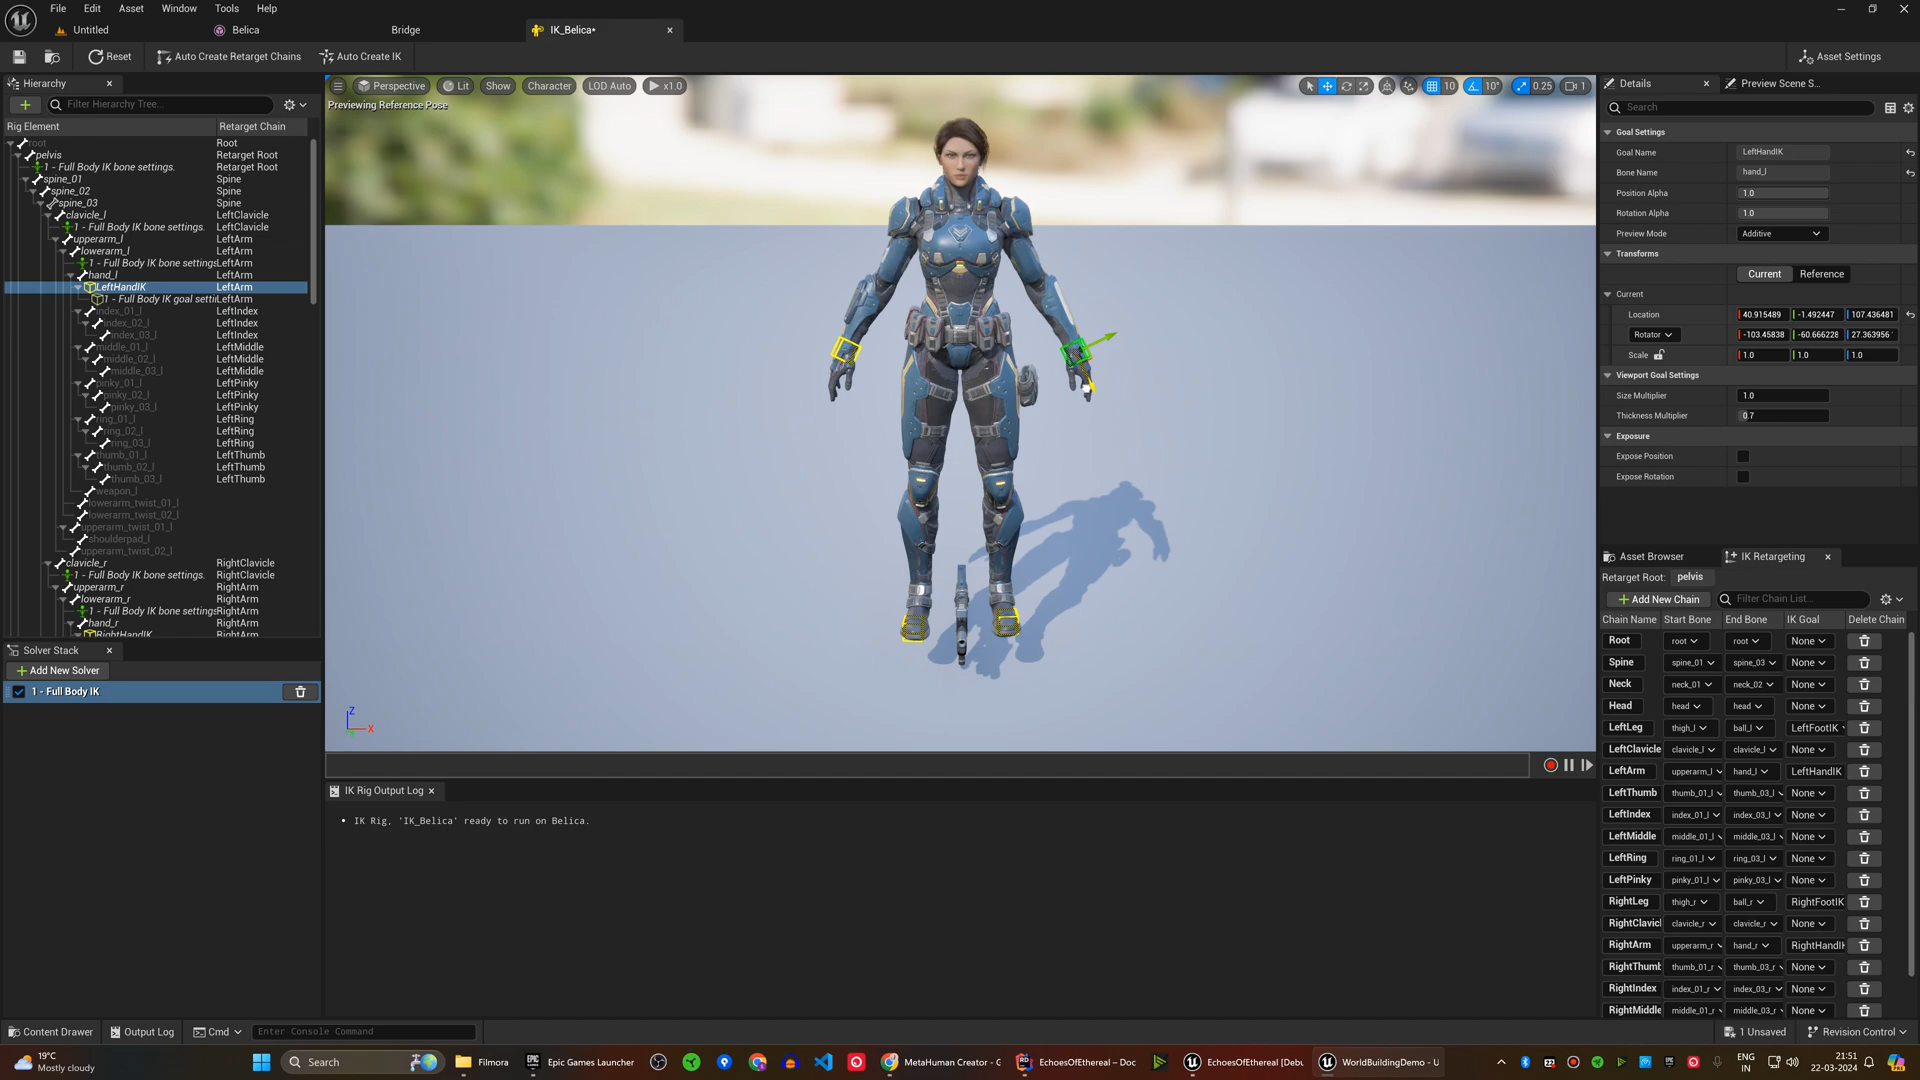 File Edit Asset Window Tools Help
Untitled Belica Bridge IK_Belica*
Reset Auto Create Retarget Chains Auto Create IK Asset Settings
Hierarchy
Filter Hierarchy Tree...
Rig Element Retarget Chain
root Root
pelvis Retarget Root
1 - Full Body IK bone settings. Retarget Root
spine_01 Spine
spine_02 Spine
spine_03 Spine
clavicle_l LeftClavicle
1 - Full Body IK bone settings. LeftClavicle
upperarm_l LeftArm
lowerarm_l LeftArm
1 - Full Body IK bone settings LeftArm
hand_l LeftArm
LeftHandIK LeftArm
1 - Full Body IK goal settin LeftArm
index_01_l LeftIndex
index_02_l LeftIndex
index_03_l LeftIndex
middle_01_l LeftMiddle
middle_02_l LeftMiddle
middle_03_l LeftMiddle
pinky_01_l LeftPinky
pinky_02_l LeftPinky
pinky_03_l LeftPinky
ring_01_l LeftRing
ring_02_l LeftRing
ring_03_l LeftRing
thumb_01_l LeftThumb
thumb_02_l LeftThumb
thumb_03_l LeftThumb
weapon_l
lowerarm_twist_01_l
lowerarm_twist_02_l
upperarm_twist_01_l
shoulderpad_l
upperarm_twist_02_l
clavicle_r RightClavicle
1 - Full Body IK bone settings. RightClavicle
upperarm_r RightArm
lowerarm_r RightArm
1 - Full Body IK bone settings RightArm
hand_r RightArm
RightHandIK RightArm
Solver Stack
Add New Solver
1 - Full Body IK
Perspective Lit Show Character LOD Auto x1.0 10 10° 0.25 1
Previewing Reference Pose
Z
X
IK Rig Output Log
• IK Rig, 'IK_Belica' ready to run on Belica.
Details Preview Scene S...
Search
Goal Settings
Goal Name LeftHandIK
Bone Name hand_l
Position Alpha 1.0
Rotation Alpha 1.0
Preview Mode Additive
Transforms
Current Reference
Current
Location 40.915489 -1.492447 107.436481
Rotator -103.45838 -60.666228 27.363956
Scale 1.0 1.0 1.0
Viewport Goal Settings
Size Multiplier 1.0
Thickness Multiplier 0.7
Exposure
Expose Position
Expose Rotation
Asset Browser IK Retargeting
Retarget Root: pelvis
Add New Chain Filter Chain List...
Chain Name Start Bone End Bone IK Goal Delete Chain
Root root root None
Spine spine_01 spine_03 None
Neck neck_01 neck_02 None
Head head head None
LeftLeg thigh_l ball_l LeftFootIK
LeftClavicle clavicle_l clavicle_l None
LeftArm upperarm_l hand_l LeftHandIK
LeftThumb thumb_01_l thumb_03_l None
LeftIndex index_01_l index_03_l None
LeftMiddle middle_01_l middle_03_l None
LeftRing ring_01_l ring_03_l None
LeftPinky pinky_01_l pinky_03_l None
RightLeg thigh_r ball_r RightFootIK
RightClavicl clavicle_r clavicle_r None
RightArm upperarm_r hand_r RightHandIK
RightThumb thumb_01_r thumb_03_r None
RightIndex index_01_r index_03_r None
RightMiddle middle_01_r middle_03_r None
Content Drawer Output Log Cmd Enter Console Command 1 Unsaved Revision Control
19°C
Mostly cloudy
Search Filmora Epic Games Launcher MetaHuman Creator - G EchoesOfEthereal – Doc EchoesOfEthereal [Debu WorldBuildingDemo - U
ENG
IN
21:51
22-03-2024